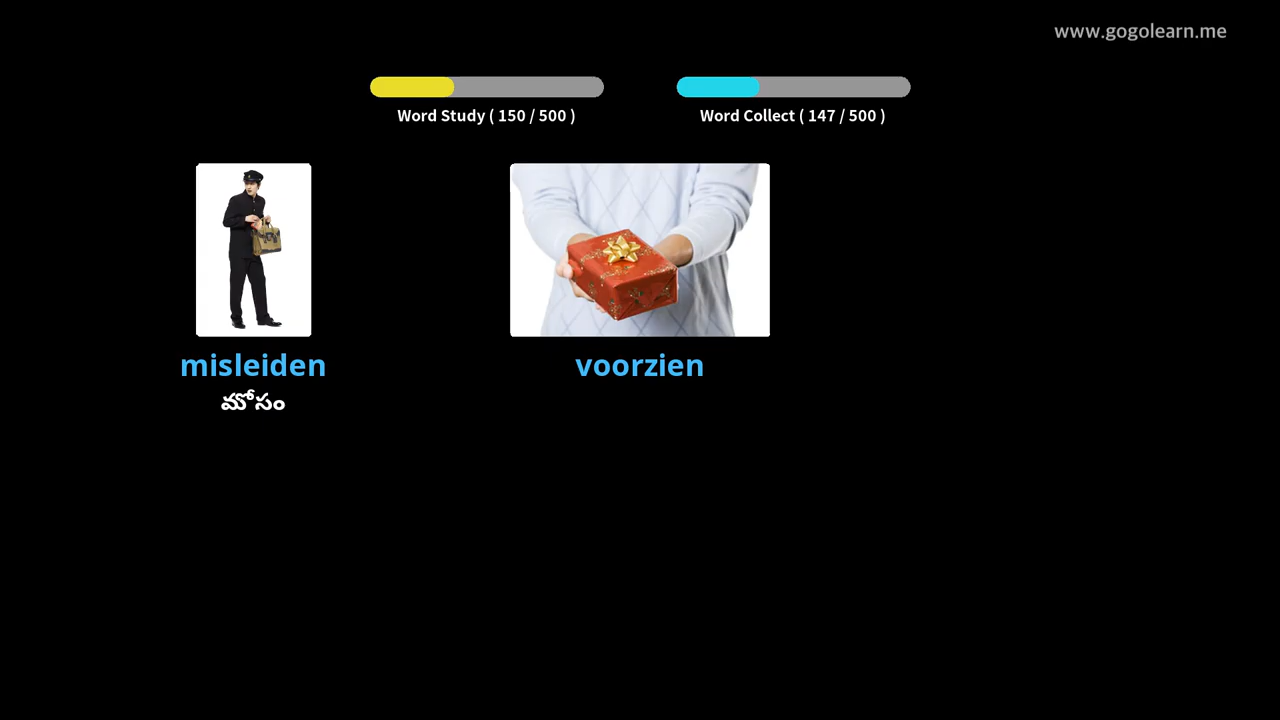 www.gogolearn.me
Word Study ( 150 / 500 )
Word Collect ( 147 / 500 )
misleiden
voorzien
మోసం